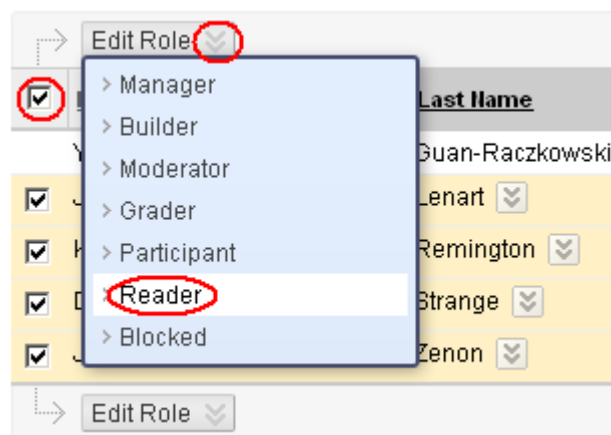 Edit Role
Manager
Last Name
Builder
Guan-Raczkowski
Moderator
Lenart
Grader
Participant
Remington
Reader
Strange
Blocked
Zenon
Edit Role